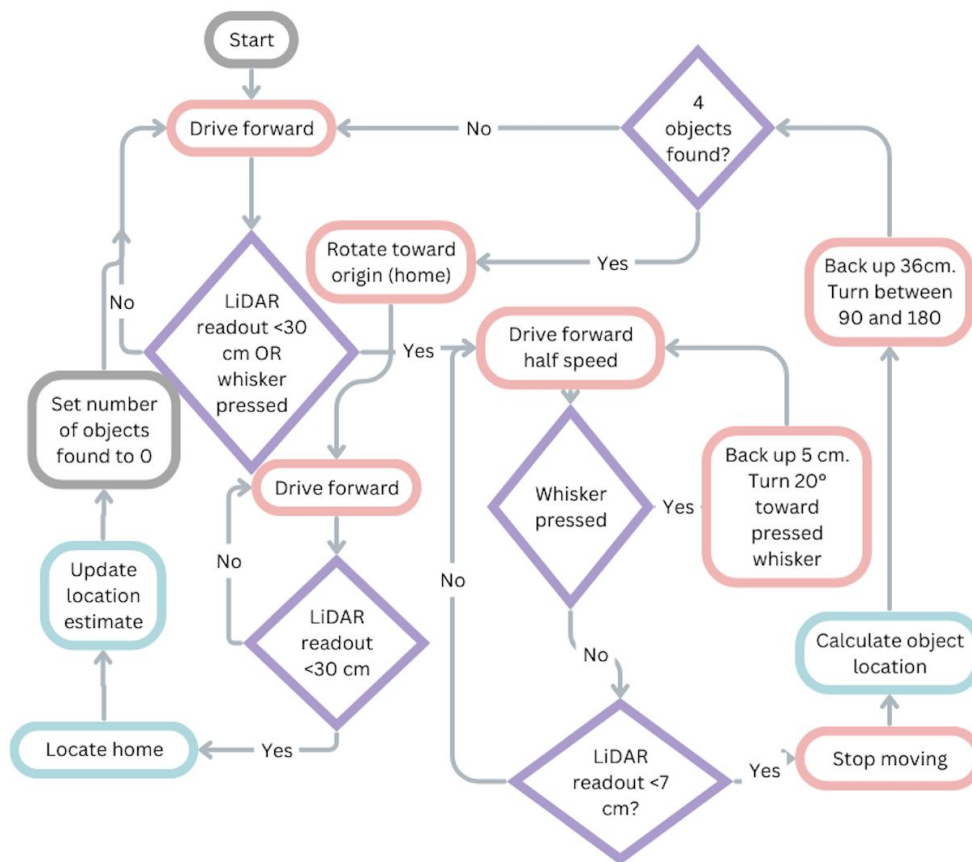 Start
Drive forward
No
4
objects
found?
Yes
Rotate toward
origin (home)
No
LiDAR
readout <30
cm OR
whisker
pressed
Yes
Drive forward
half speed
Back up 36cm.
Turn between
90 and 180
Set number
of objects
found to 0
Drive forward
Whisker
pressed
Yes
Back up 5 cm.
Turn 20°
toward
pressed
whisker
No
No
Update
location
estimate
LiDAR
readout
<30 cm
No
Calculate object
location
Locate home
Yes
LiDAR
readout <7
cm?
Yes
Stop moving